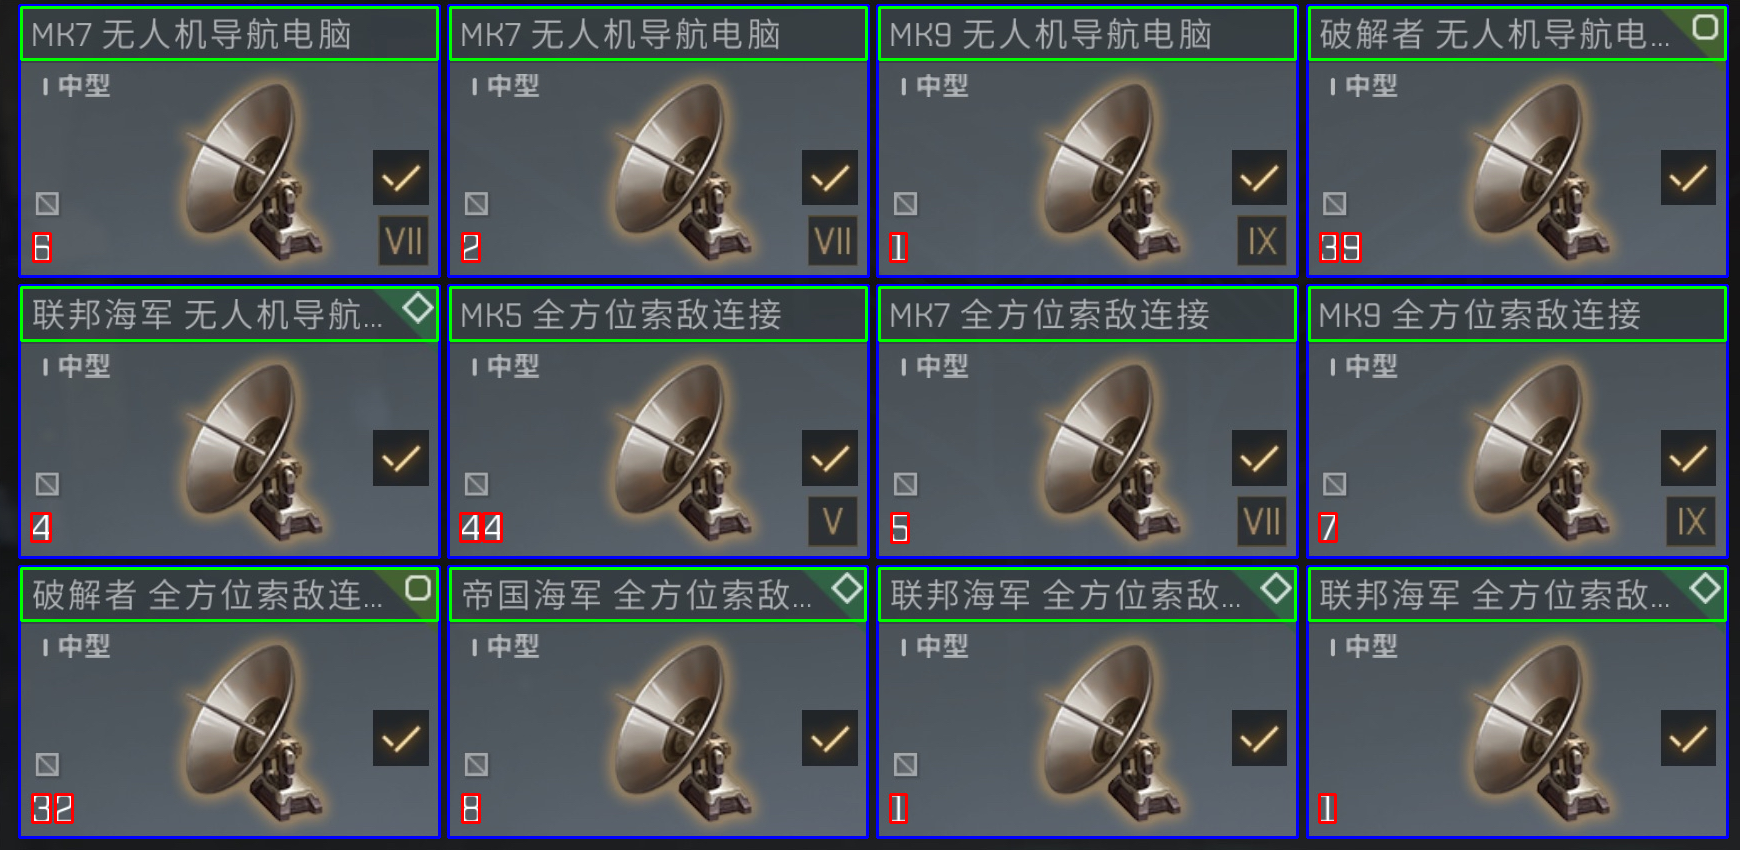 MK7 无人机导航电脑
I 中型
VII
6
MK7 无人机导航电脑
I 中型
VII
2
MK9 无人机导航电脑
I 中型
IX
1
破解者 无人机导航电...
I 中型
39
联邦海军 无人机导航...
I 中型
4
MK5 全方位索敌连接
I 中型
V
44
MK7 全方位索敌连接
I 中型
VII
5
MK9 全方位索敌连接
I 中型
IX
7
破解者 全方位索敌连...
I 中型
32
帝国海军 全方位索敌...
I 中型
8
联邦海军 全方位索敌...
I 中型
1
联邦海军 全方位索敌...
I 中型
1